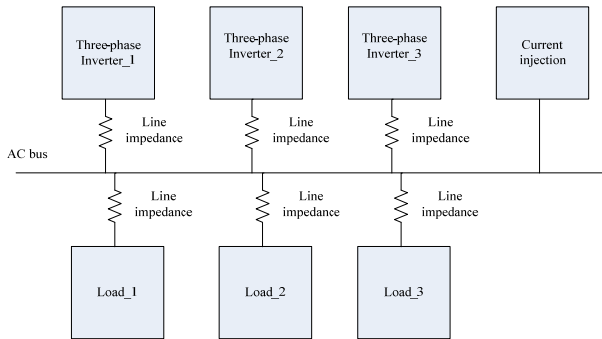 Three-phase
Inverter_1
Three-phase
Inverter_2
Three-phase
Inverter_3
Current
injection
Line
impedance
Line
impedance
Line
impedance
AC bus
Line
impedance
Line
impedance
Line
impedance
Load_1
Load_2
Load_3